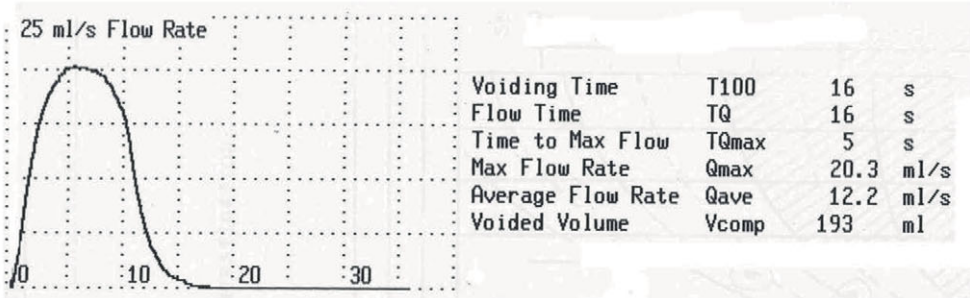 25 ml/s Flow Rate
0 10 20 30
Voiding Time T100 16 s
Flow Time TQ 16 s
Time to Max Flow TQmax 5 s
Max Flow Rate Qmax 20.3 ml/s
Average Flow Rate Qave 12.2 ml/s
Voided Volume Vcomp 193 ml